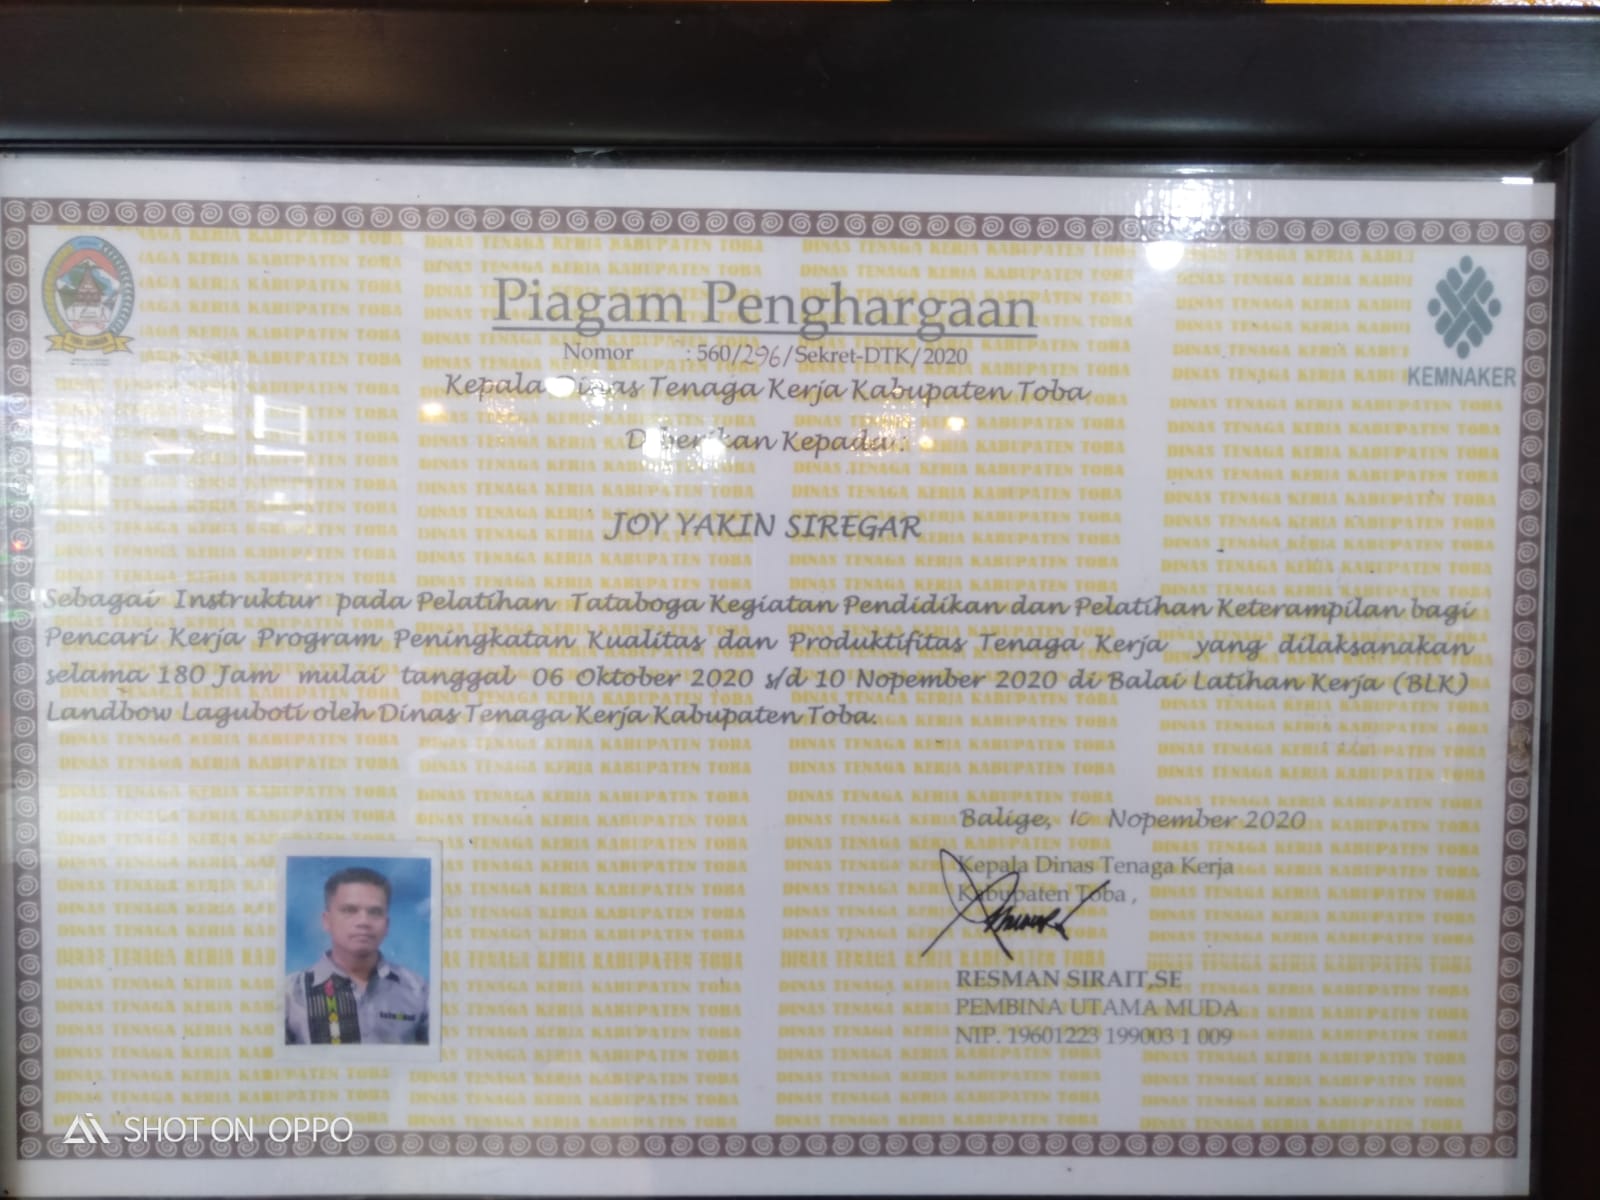 Piagam Penghargaan
Nomor : 560/296/Sekret-DTK/2020
Kepala Dinas Tenaga Kerja Kabupaten Toba
Diberikan Kepada :
KEMNAKER
JOY YAKIN SIREGAR
Sebagai Instruktur pada Pelatihan Tataboga Kegiatan Pendidikan dan Pelatihan Keterampilan bagi
Pencari Kerja Program Peningkatan Kualitas dan Produktifitas Tenaga Kerja yang dilaksanakan
selama 180 Jam mulai tanggal 06 Oktober 2020 s/d 10 Nopember 2020 di Balai Latihan Kerja (BLK)
Landbow Laguboti oleh Dinas Tenaga Kerja Kabupaten Toba.
Balige, 10 Nopember 2020
Kepala Dinas Tenaga Kerja
Kabupaten Toba ,
RESMAN SIRAIT,SE
PEMBINA UTAMA MUDA
NIP. 19601223 199003 1 009
DINAS TENAGA KERJA KABUPATEN TOBA
SHOT ON OPPO